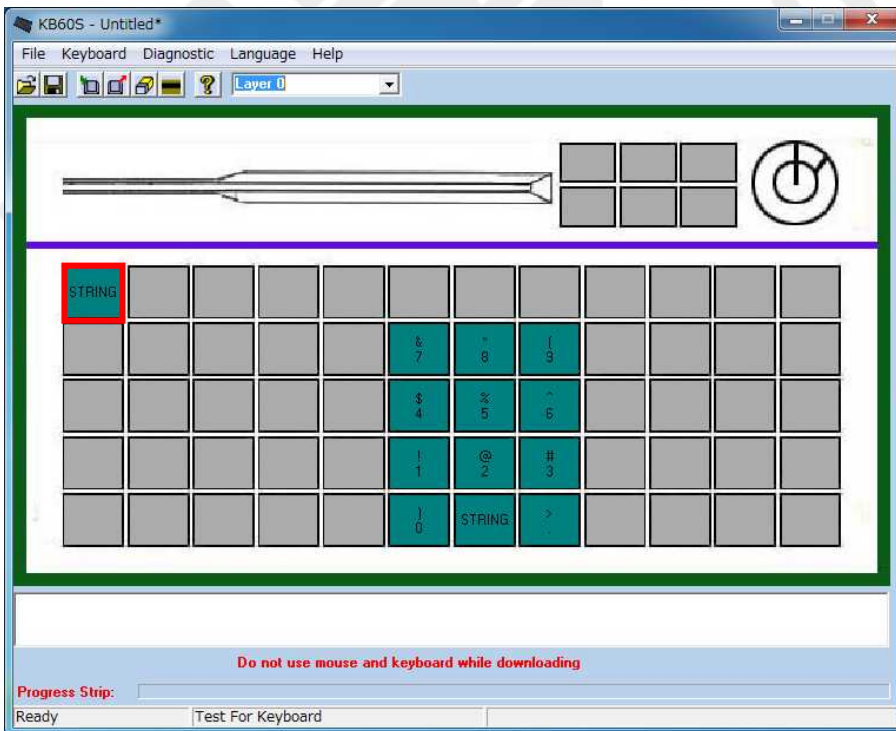 KB60S - Untitled*
File Keyboard Diagnostic Language Help
Layer 0
STRING
& " (
7 8 9
$ % ^
4 5 6
! @ #
1 2 3
) STRING >
0 .
Do not use mouse and keyboard while downloading
Progress Strip:
Ready Test For Keyboard